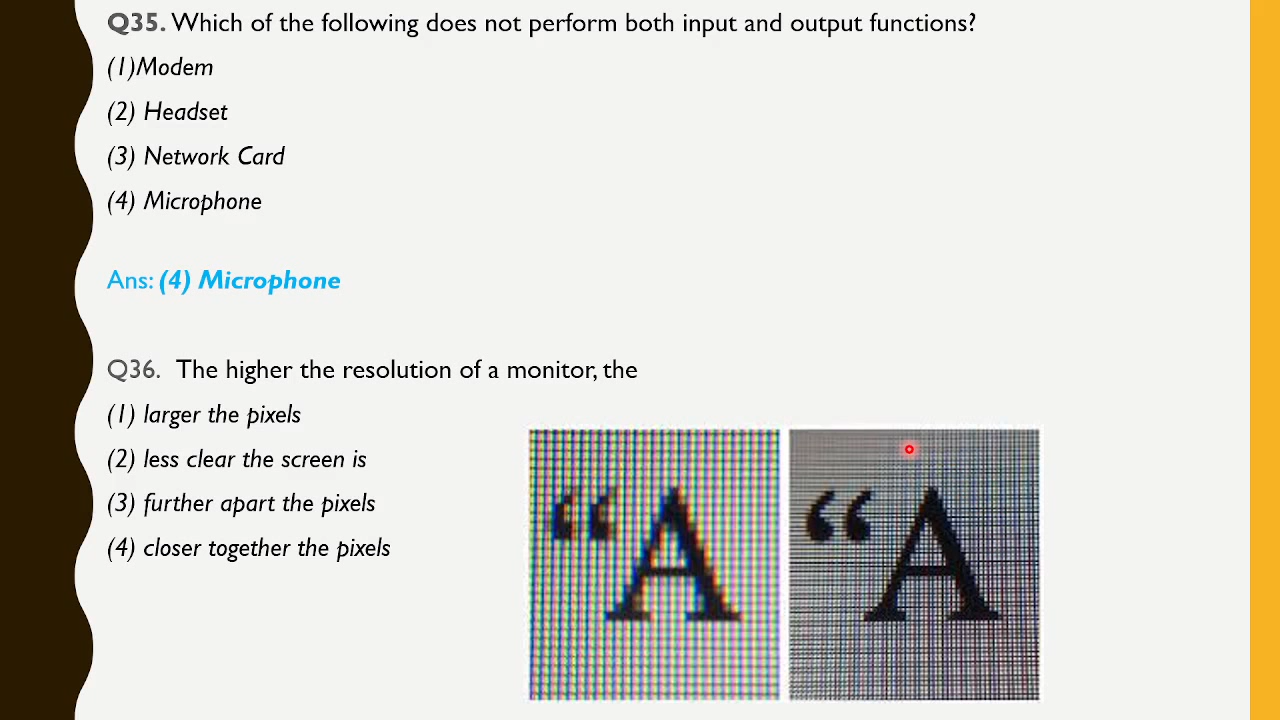 Q35. Which of the following does not perform both input and output functions?
(1)Modem
(2) Headset
(3) Network Card
(4) Microphone
Ans: (4) Microphone
Q36. The higher the resolution of a monitor, the
(1) larger the pixels
(2) less clear the screen is
(3) further apart the pixels
(4) closer together the pixels
“A “A